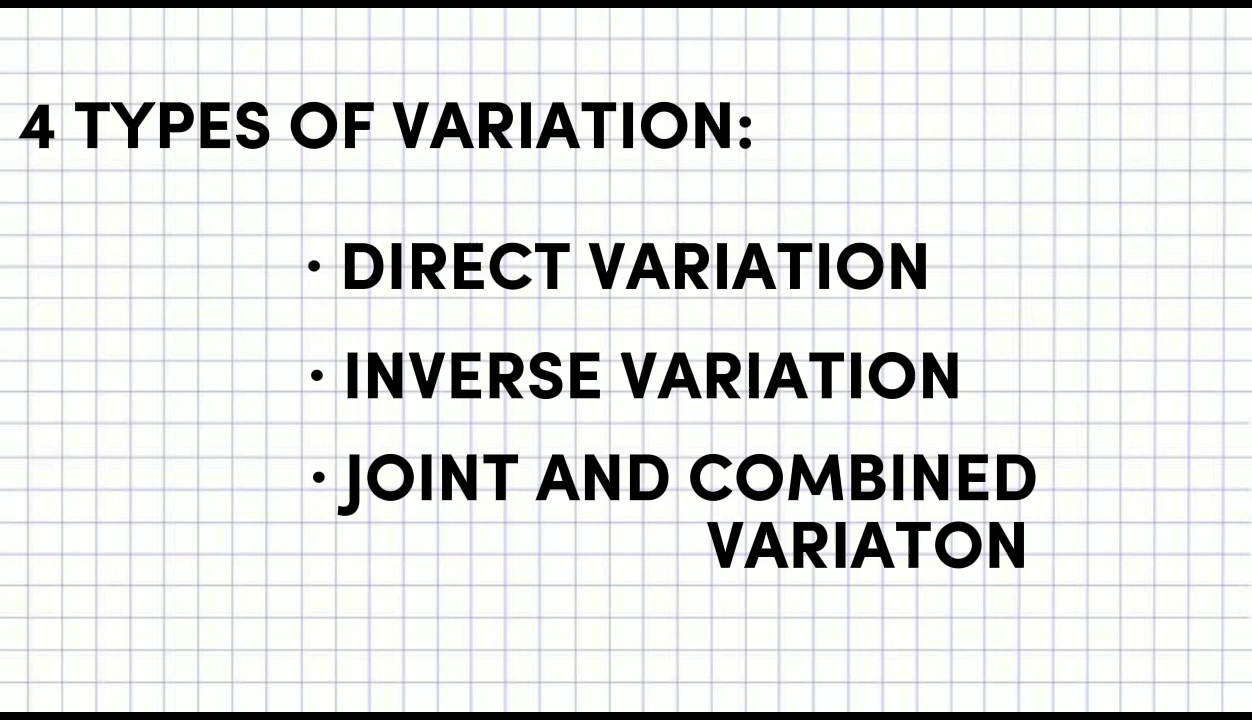 4 TYPES OF VARIATION:
· DIRECT VARIATION
· INVERSE VARIATION
· JOINT AND COMBINED
VARIATON